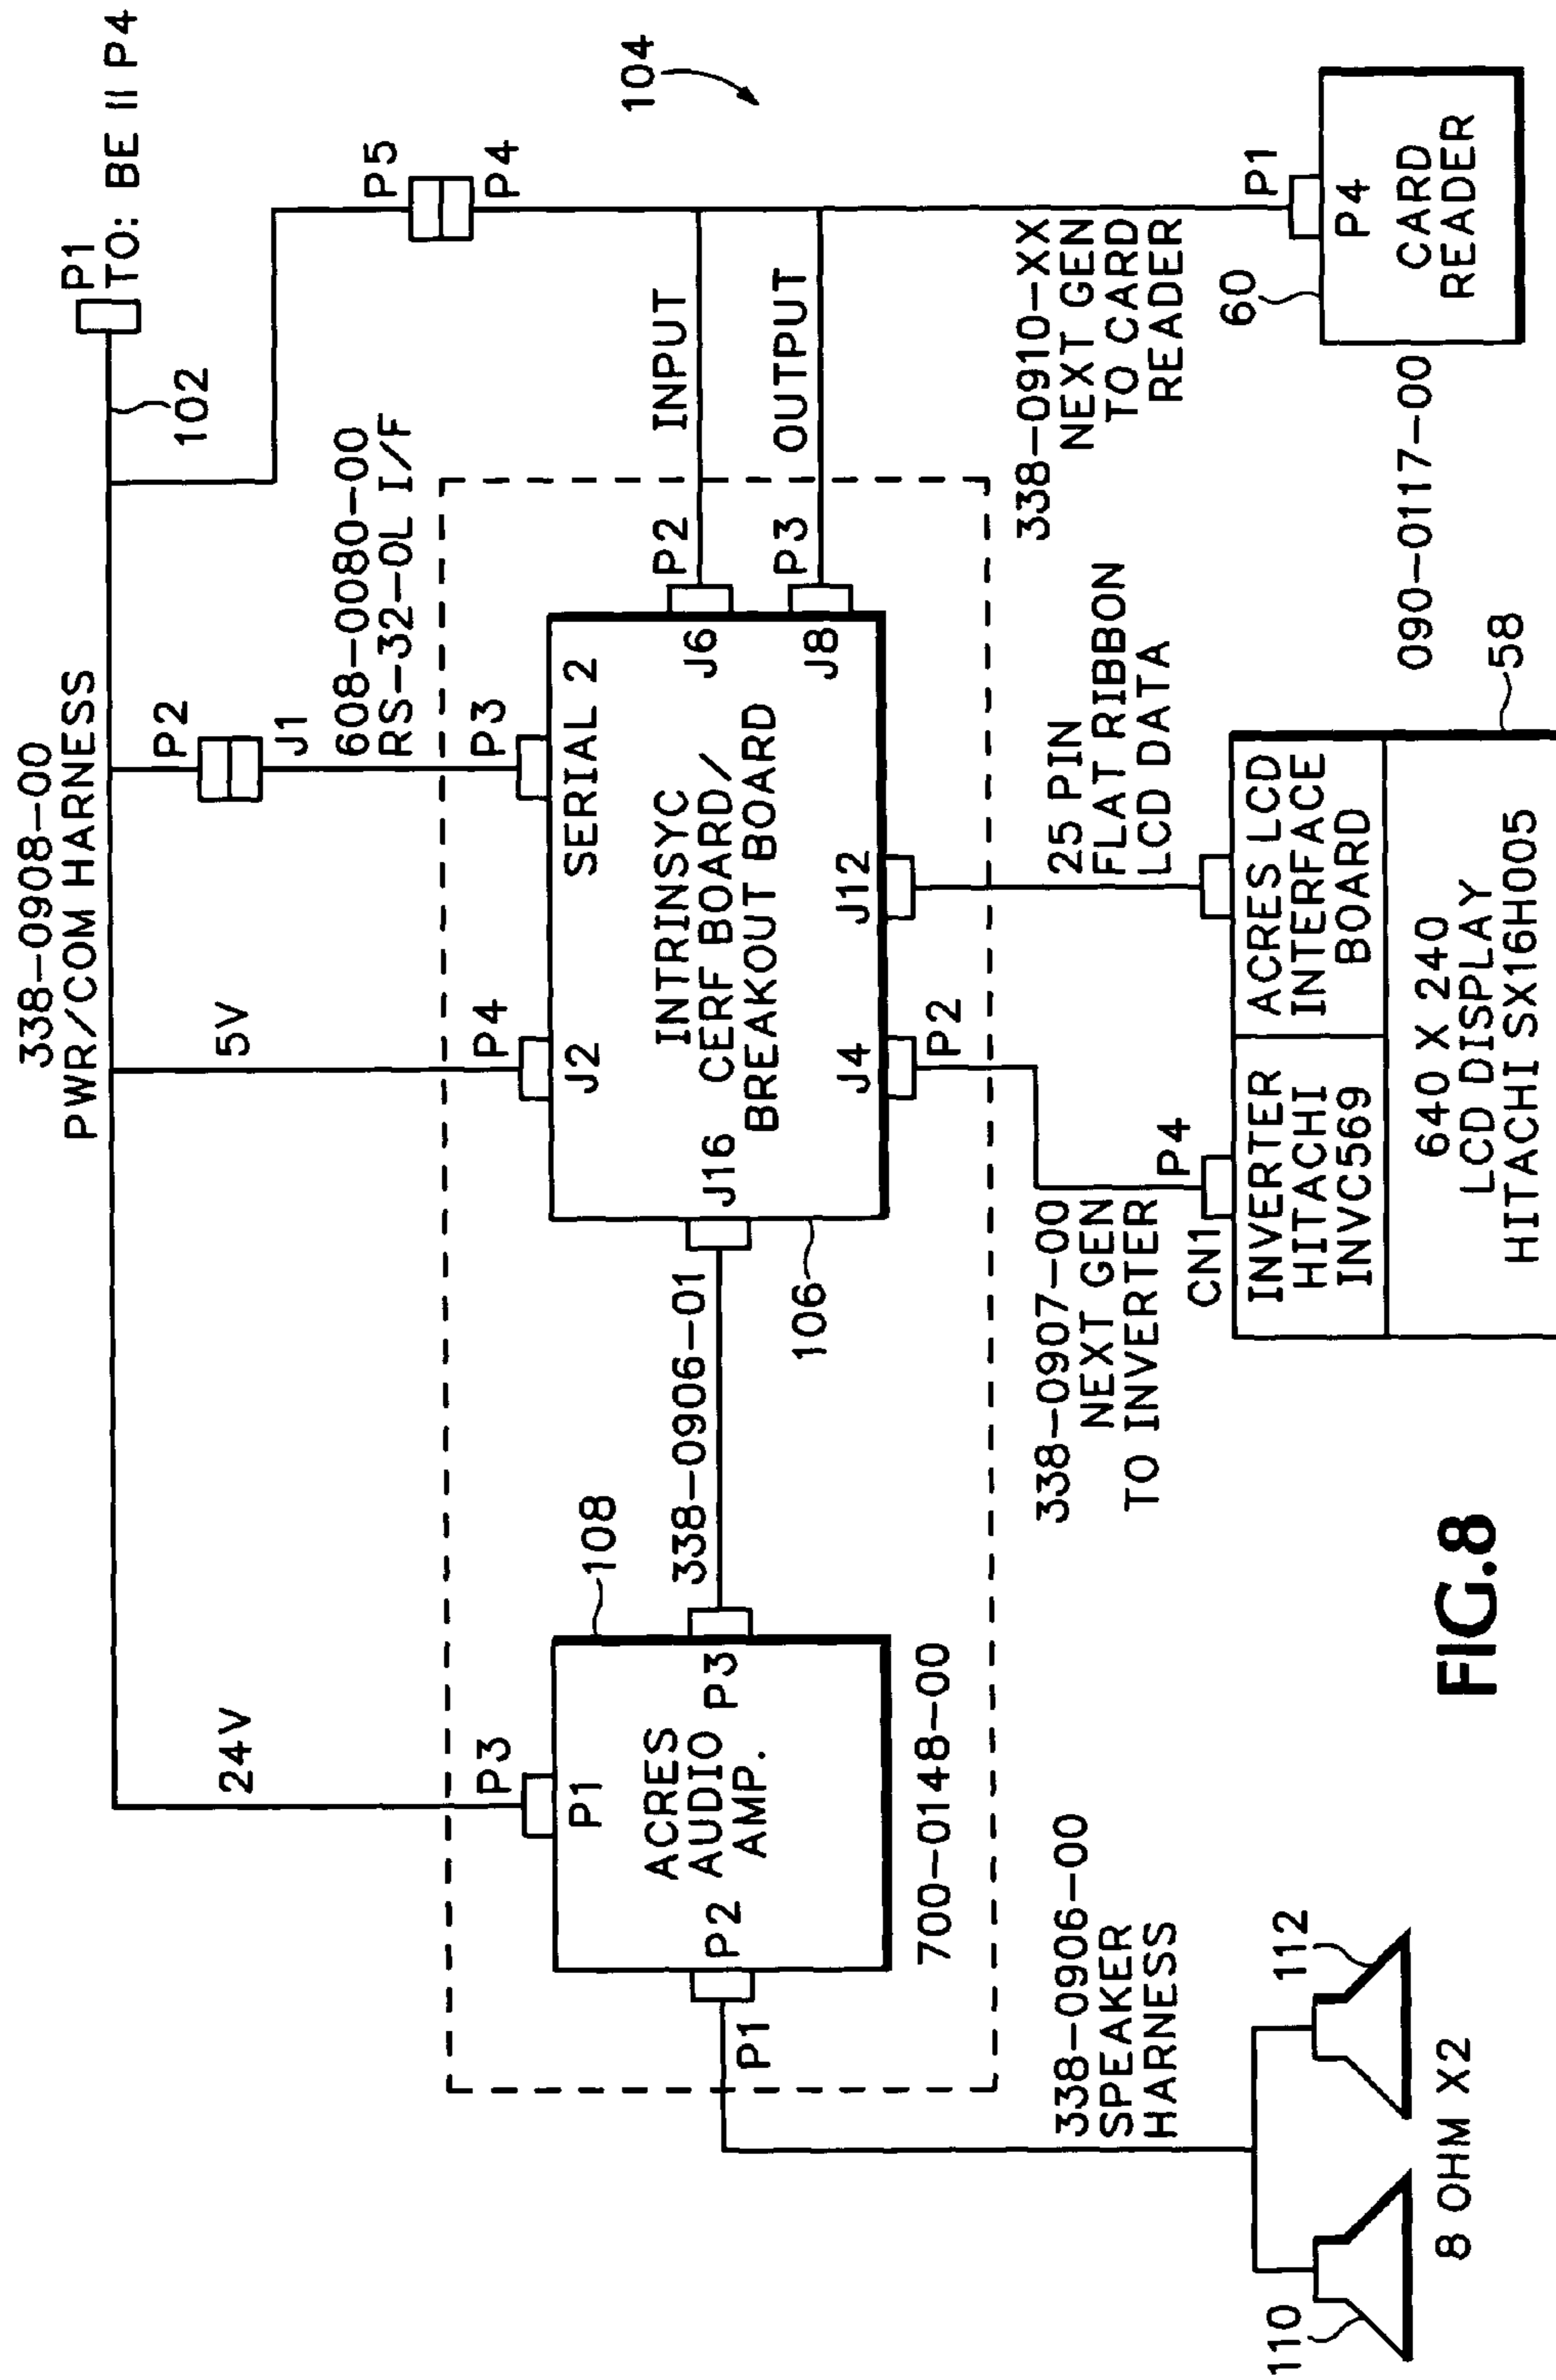 338-0908-00
PWR/COM HARNESS
P1
TO: BE II P4
102
24V
5V
P2
J1
608-0080-00
RS-32-0L I/F
P5
P4
104
P3
P1
ACRES
AUDIO
AMP.
P2
P3
108
700-0148-00
P1
338-0906-01
P4
J2
P3
SERIAL 2
J16
INTRINSYC
CERF BOARD/
BREAKOUT BOARD
J6
J8
J4
J12
106
P2
INPUT
P3
OUTPUT
P2
338-0907-00
NEXT GEN
TO INVERTER
25 PIN
FLAT RIBBON
LCD DATA
338-0910-XX
NEXT GEN
TO CARD
READER
338-0906-00
SPEAKER
HARNESS
110
112
8 OHM X2
CN1
P4
INVERTER
HITACHI
INVC569
ACRES LCD
INTERFACE
BOARD
640 X 240
LCD DISPLAY
HITACHI SX16H005
58
60
P1
P4
CARD
READER
090-0117-00
FIG.8